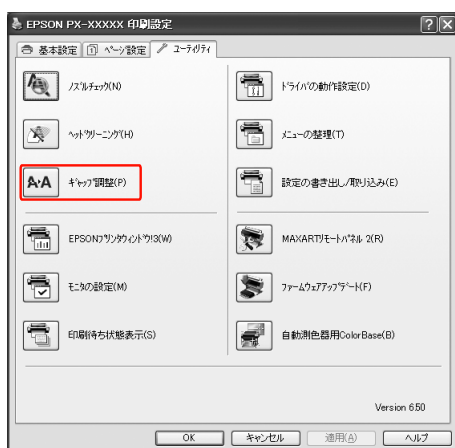 EPSON PX-XXXXX 印刷設定
基本設定 ページ設定 ユーティリティ
ノズルチェック(N)
ドライバの動作設定(D)
ヘッドクリーニング(H)
メニューの整理(T)
ギャップ調整(P)
設定の書き出し/取り込み(E)
EPSONプリンタウィンドウ!3(W)
MAXARTリモートパネル 2(R)
モニタの設定(M)
ファームウェアアップデート(F)
印刷待ち状態表示(S)
自動測色器用ColorBase(B)
Version 6.50
OK キャンセル 適用(A) ヘルプ